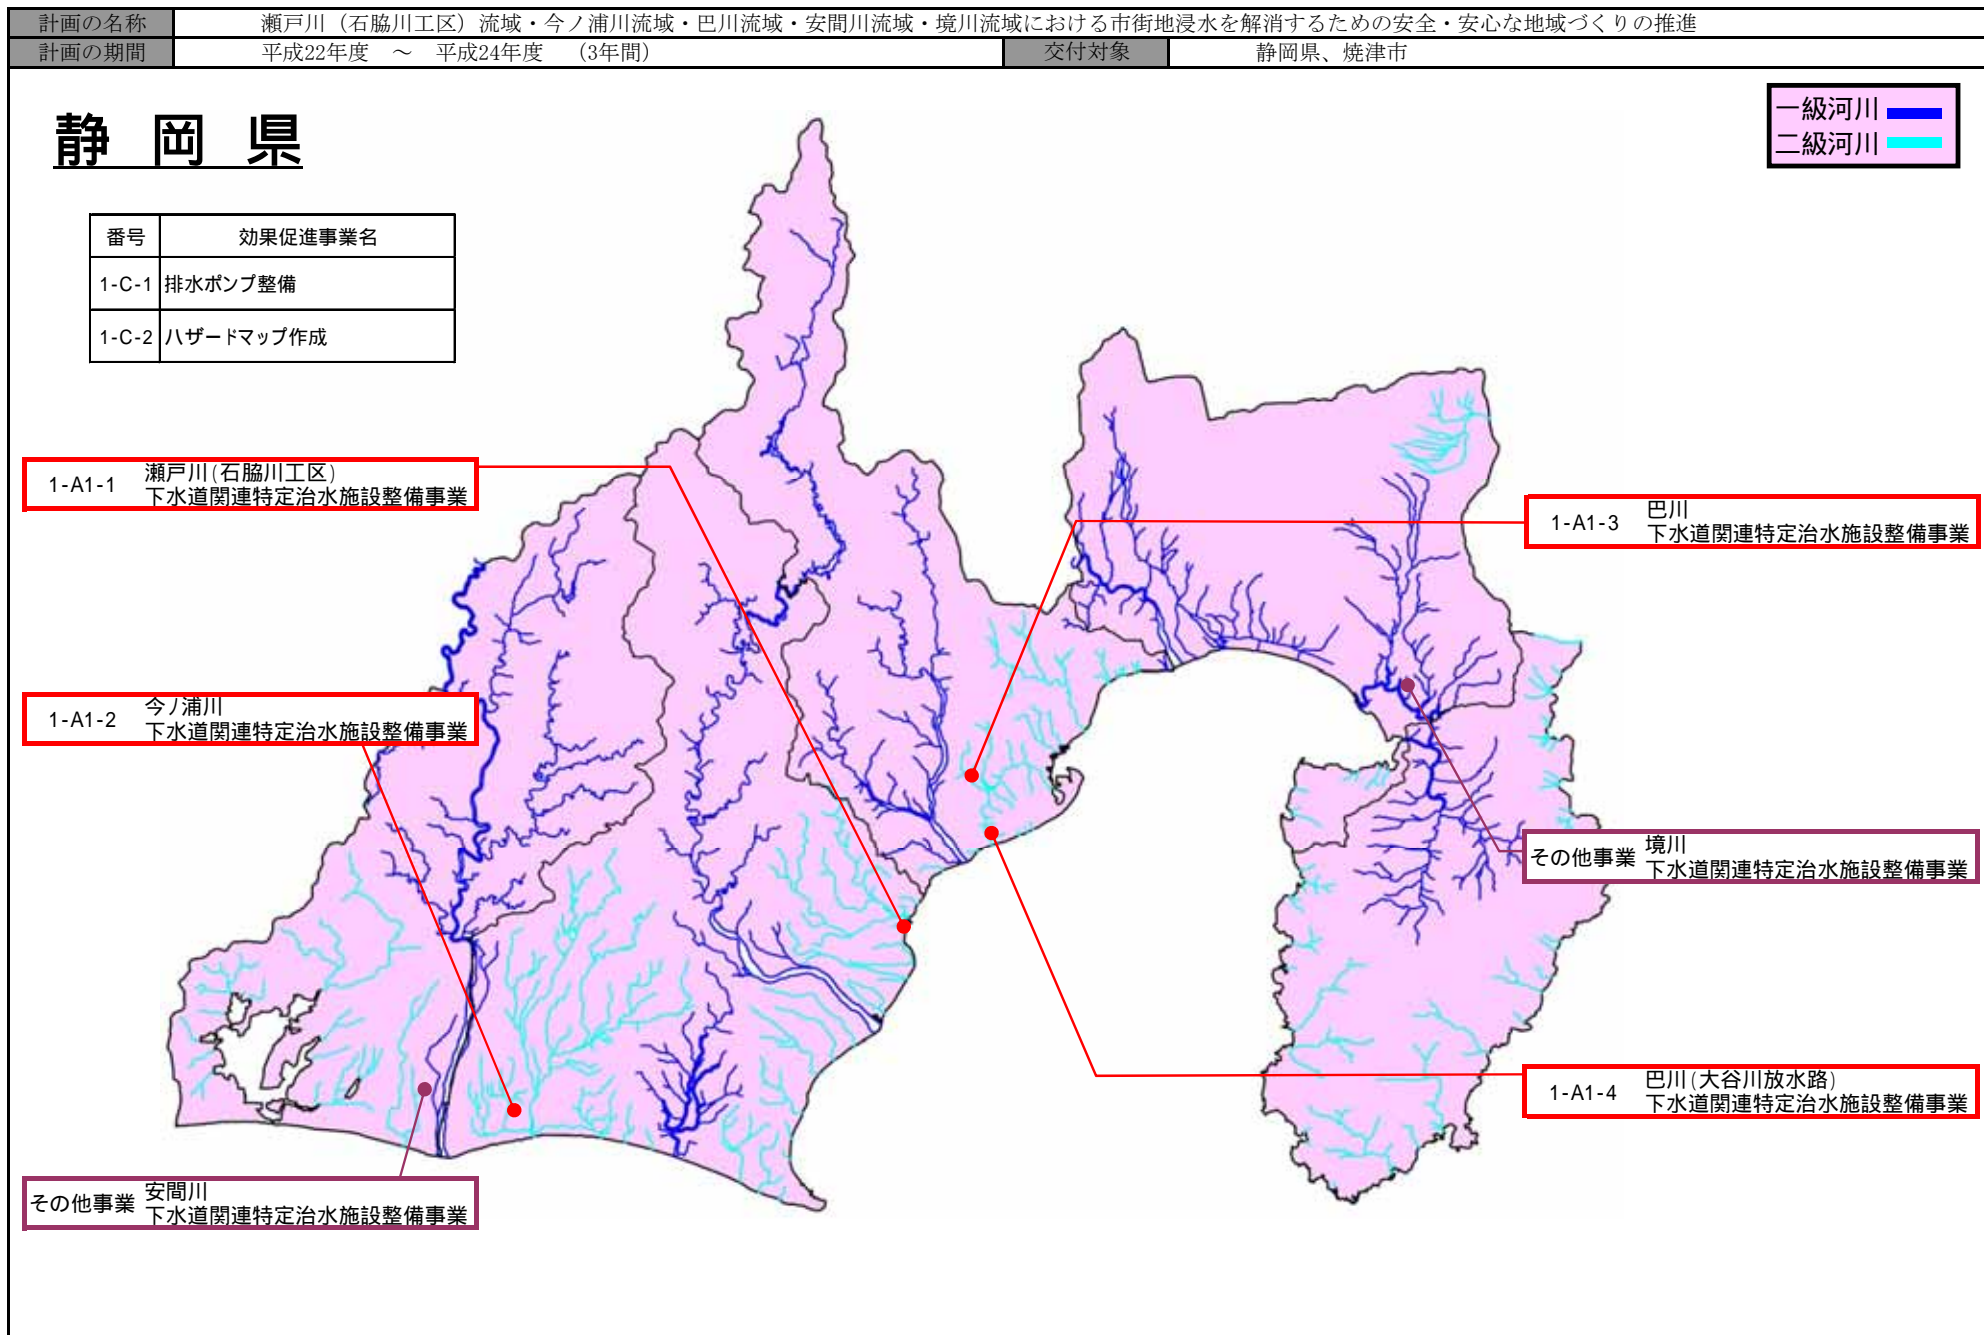 計画の名称 瀬戸川（石脇川工区）流域・今ノ浦川流域・巴川流域・安間川流域・境川流域における市街地浸水を解消するための安全・安心な地域づくりの推進
計画の期間 平成22年度 ～ 平成24年度 （3年間） 交付対象 静岡県、焼津市
静岡県
一級河川
二級河川
番号 効果促進事業名
1-C-1 排水ポンプ整備
1-C-2 ハザードマップ作成
1-A1-1 瀬戸川(石脇川工区)
下水道関連特定治水施設整備事業
1-A1-3 巴川
下水道関連特定治水施設整備事業
1-A1-2 今ノ浦川
下水道関連特定治水施設整備事業
その他事業 境川
下水道関連特定治水施設整備事業
1-A1-4 巴川(大谷川放水路)
下水道関連特定治水施設整備事業
その他事業 安間川
下水道関連特定治水施設整備事業